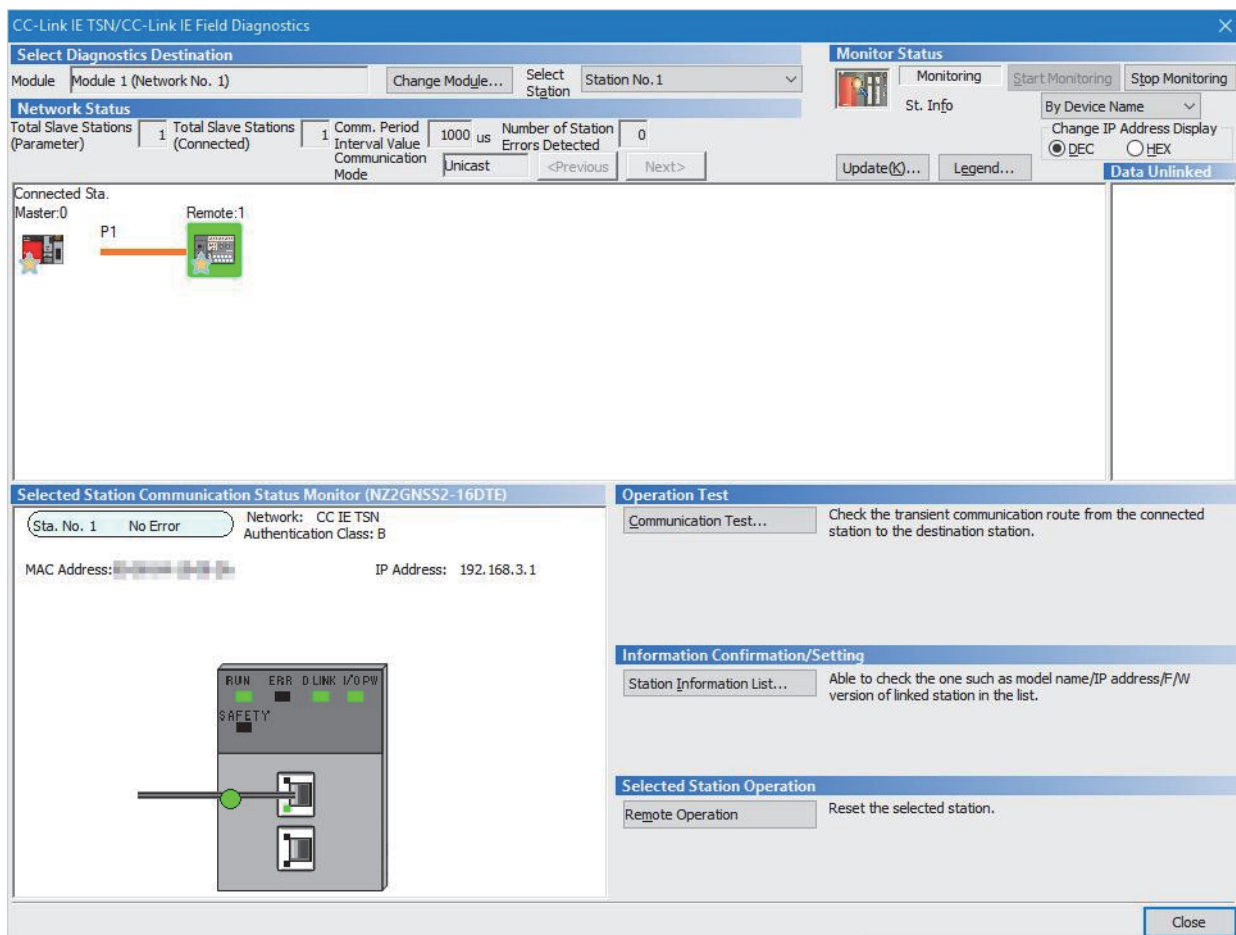 CC-Link IE TSN/CC-Link IE Field Diagnostics
Select Diagnostics Destination
Module Module 1 (Network No. 1) Change Module... Select Station Station No.1
Monitor Status
Monitoring Start Monitoring Stop Monitoring
St. Info By Device Name
Change IP Address Display
DEC HEX
Update(K)... Legend...
Network Status
Total Slave Stations (Parameter) 1 Total Slave Stations (Connected) 1 Comm. Period Interval Value 1000 us Number of Station Errors Detected 0
Communication Mode Unicast <Previous Next>
Data Unlinked
Connected Sta.
Master:0 Remote:1
P1
Selected Station Communication Status Monitor (NZ2GNSS2-16DTE)
Sta. No. 1 No Error Network: CC IE TSN
Authentication Class: B
MAC Address: IP Address: 192.168.3.1
RUN ERR D LINK I/O PW
SAFETY
Operation Test
Communication Test... Check the transient communication route from the connected
station to the destination station.
Information Confirmation/Setting
Station Information List... Able to check the one such as model name/IP address/F/W
version of linked station in the list.
Selected Station Operation
Remote Operation Reset the selected station.
Close